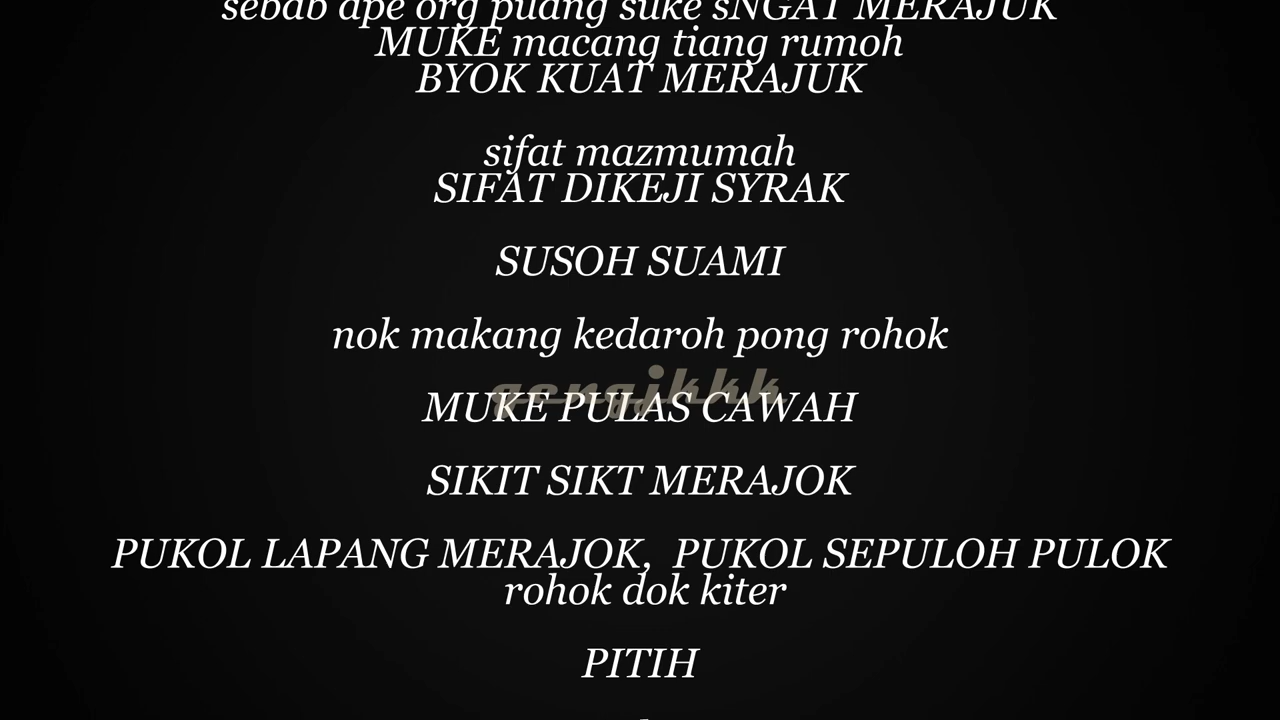 sebab ape org puang suke sNGAT MERAJUK
MUKE macang tiang rumoh
BYOK KUAT MERAJUK
sifat mazmumah
SIFAT DIKEJI SYRAK
SUSOH SUAMI
nok makang kedaroh pong rohok
gengjkkk
MUKE PULAS CAWAH
SIKIT SIKT MERAJOK
PUKOL LAPANG MERAJOK, PUKOL SEPULOH PULOK
rohok dok kiter
PITIH